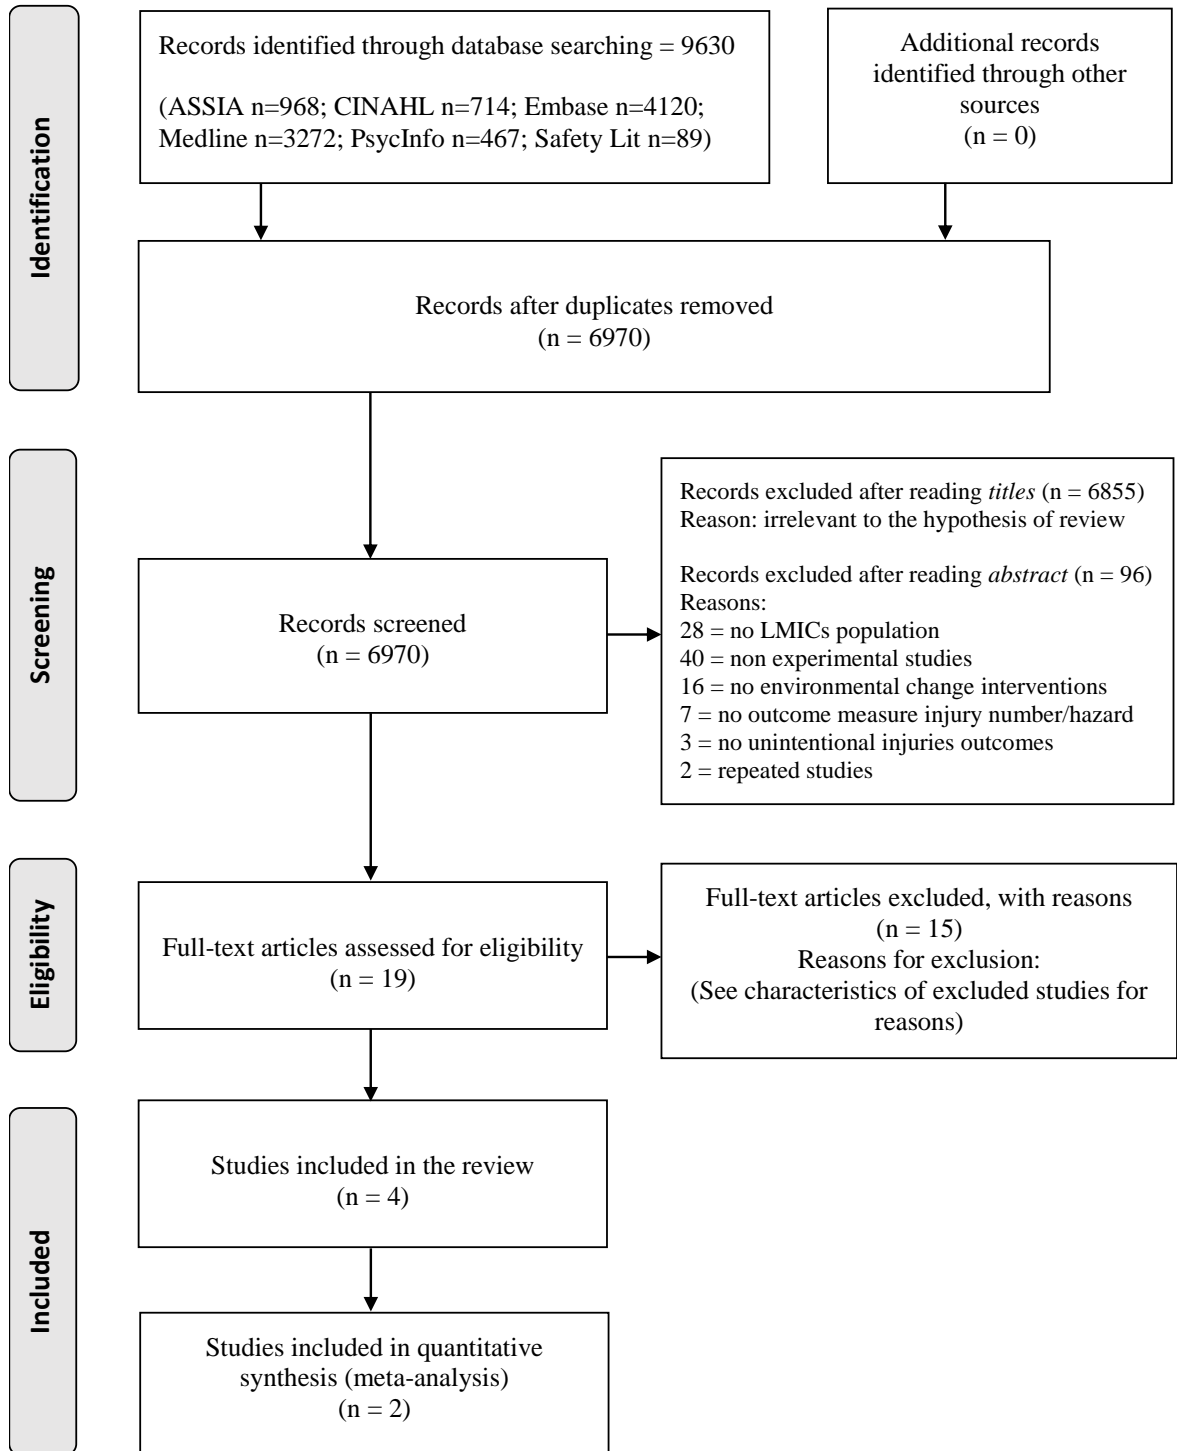 Identification
Records identified through database searching = 9630
(ASSIA n=968; CINAHL n=714; Embase n=4120;
Medline n=3272; PsycInfo n=467; Safety Lit n=89)
Additional records
identified through other
sources
(n = 0)
Records after duplicates removed
(n = 6970)
Screening
Records screened
(n = 6970)
Records excluded after reading titles (n = 6855)
Reason: irrelevant to the hypothesis of review
Records excluded after reading abstract (n = 96)
Reasons:
28 = no LMICs population
40 = non experimental studies
16 = no environmental change interventions
7 = no outcome measure injury number/hazard
3 = no unintentional injuries outcomes
2 = repeated studies
Eligibility
Full-text articles assessed for eligibility
(n = 19)
Full-text articles excluded, with reasons
(n = 15)
Reasons for exclusion:
(See characteristics of excluded studies for
reasons)
Included
Studies included in the review
(n = 4)
Studies included in quantitative
synthesis (meta-analysis)
(n = 2)